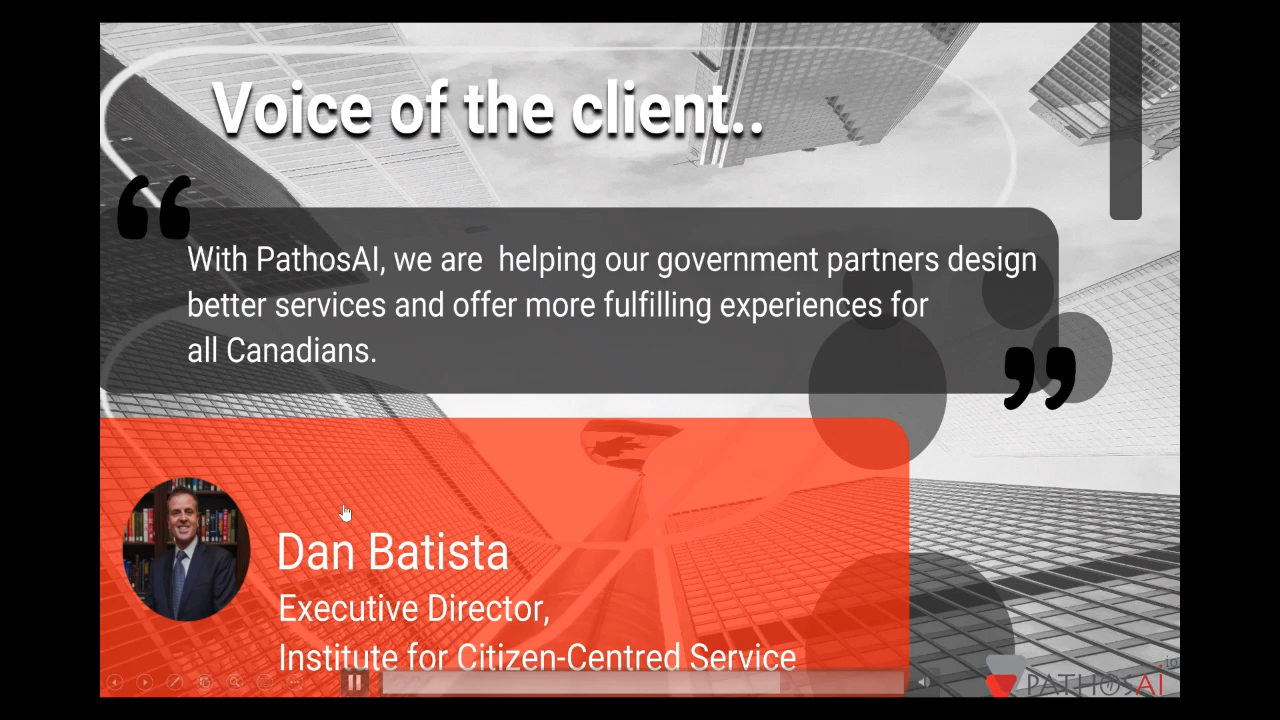 Voice of the client..
“
With PathosAI, we are  helping our government partners design
better services and offer more fulfilling experiences for
all Canadians.
”
Dan Batista
Executive Director,
Institute for Citizen-Centred Service
PATHOSAi
io